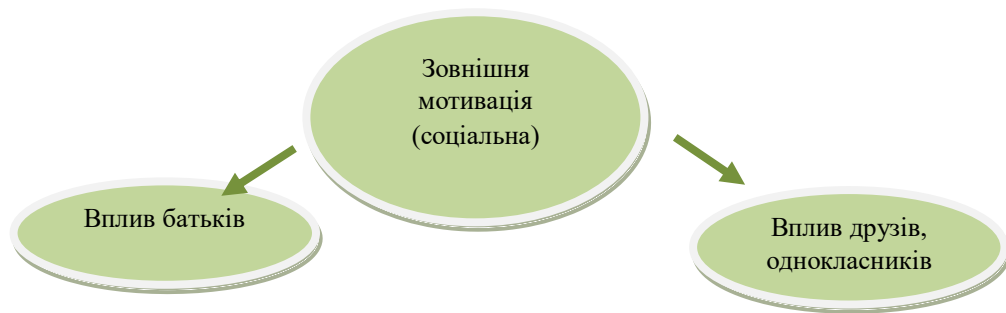 Зовнішня
мотивація
(соціальна)
Вплив батьків
Вплив друзів,
однокласників